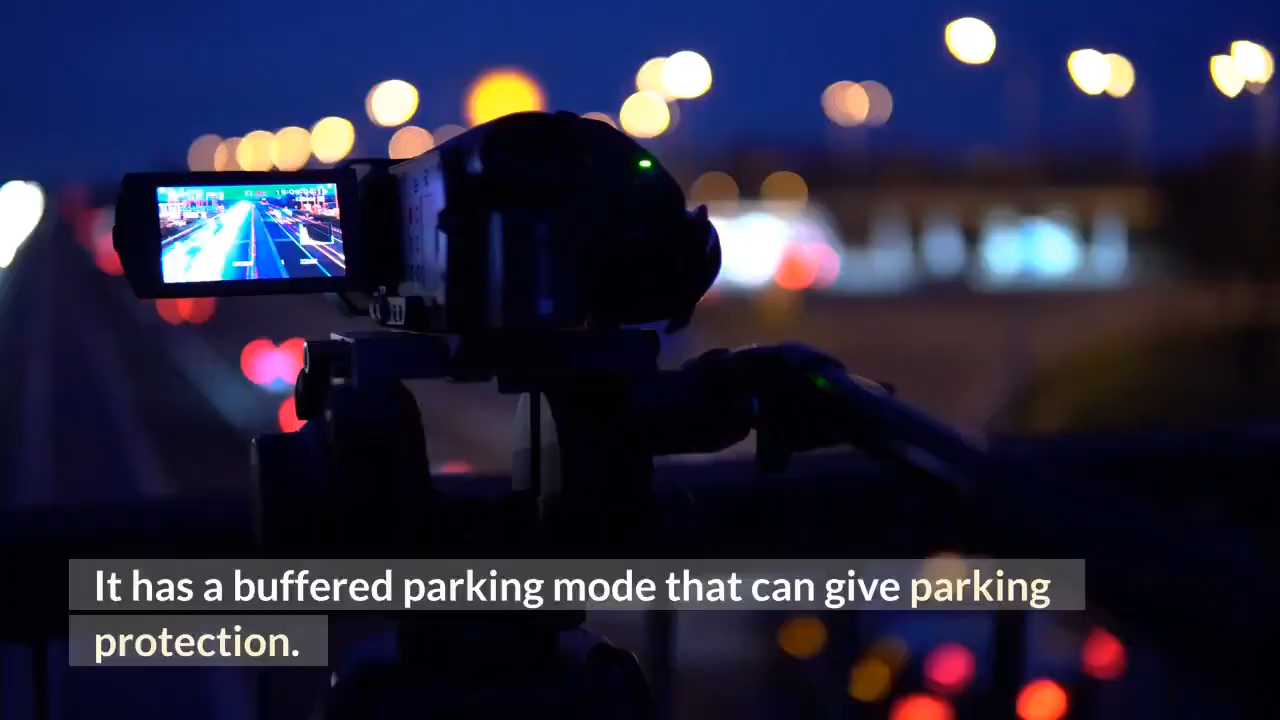 It has a buffered parking mode that can give parking
protection.